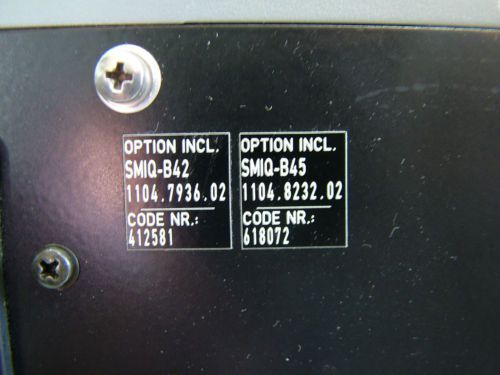 OPTION INCL.
SMIQ-B42
1104.7936.02
CODE NR.:
412581
OPTION INCL.
SMIQ-B45
1104.8232.02
CODE NR.:
618072